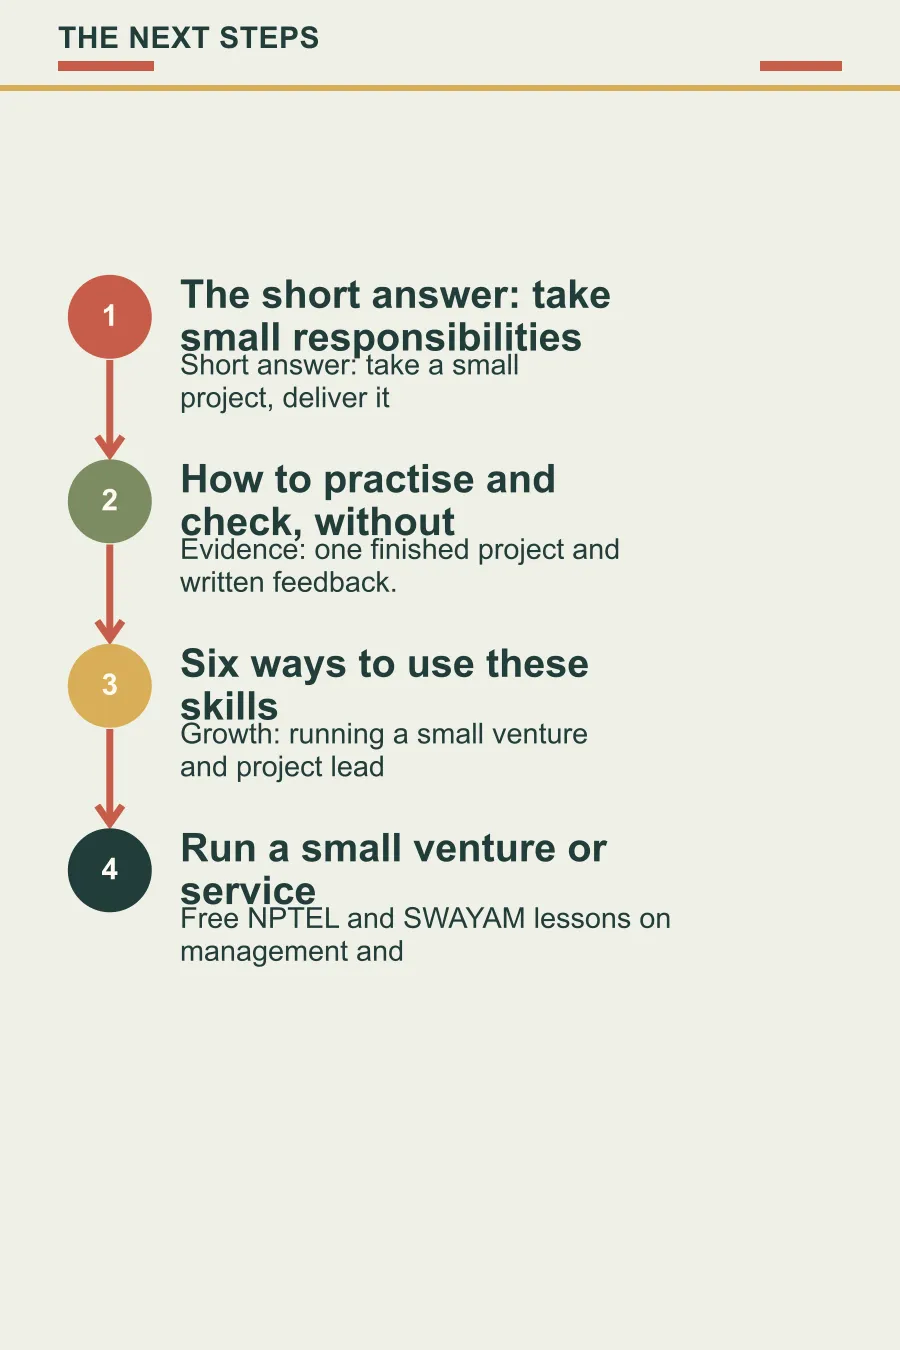 THE NEXT STEPS
1
The short answer: take
small responsibilities
Short answer: take a small
project, deliver it
2
How to practise and
check, without
Evidence: one finished project and
written feedback.
3
Six ways to use these
skills
Growth: running a small venture
and project lead
4
Run a small venture or
service
Free NPTEL and SWAYAM lessons on
management and